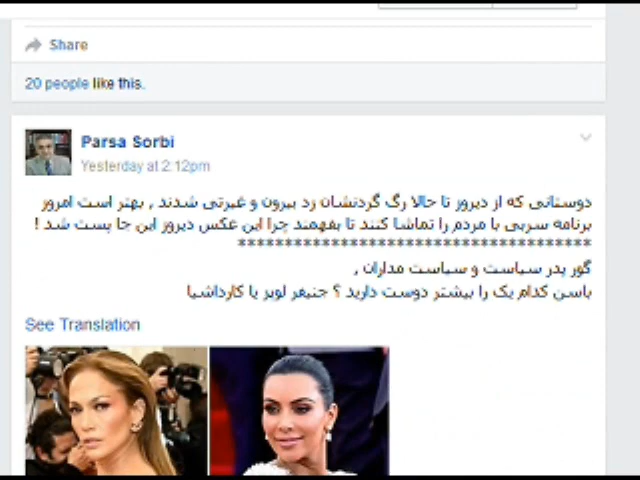 Share
20 people like this.
Parsa Sorbi
Yesterday at 2:12pm
دوستانی که از دیروز تا حالا رگ گردنشان زد بیرون و غیرتی شدند , بهتر است امروز
برنامه سربی با مردم را تماشا کنند تا بفهمند چرا این عکس دیروز این جا پست شد !
***************************************
گور پدر سیاست و سیاست مداران ,
باسن کدام یک را بیشتر دوست دارید ؟ جنیفر لوپز یا کارداشیا
See Translation